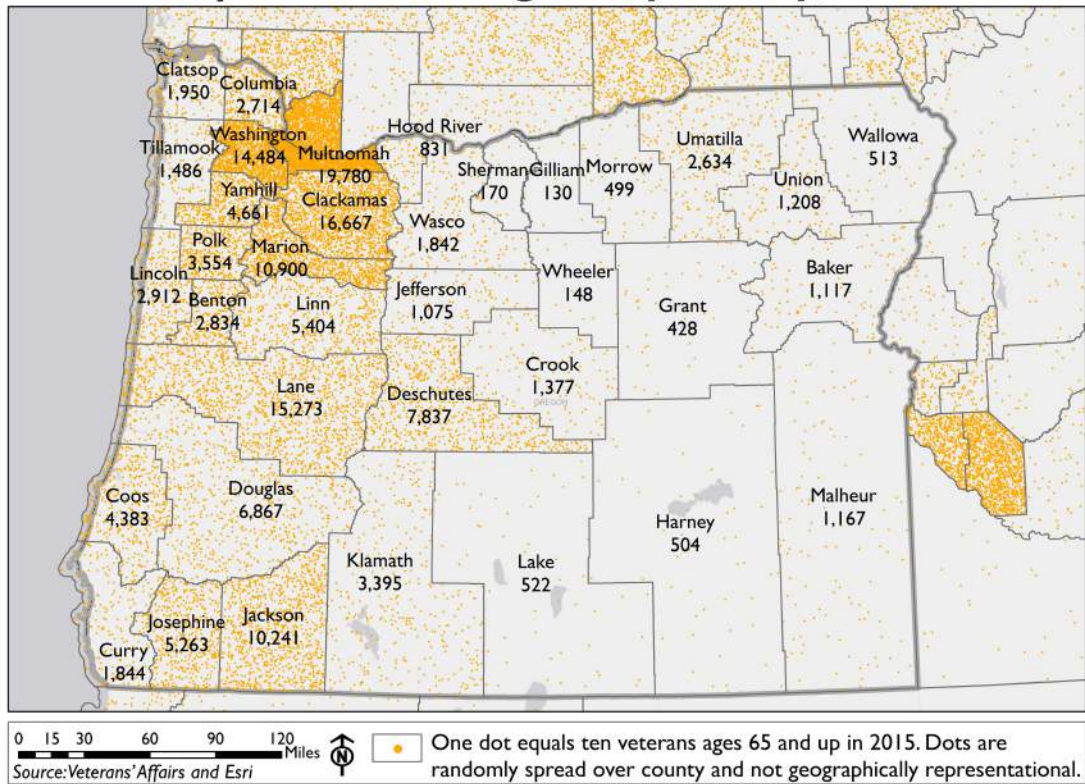 Clatsop
1,950
Columbia
2,714
Washington
14,484
Tillamook
1,486
Multnomah
19,780
Hood River
831
Sherman
170
Gilliam
130
Morrow
499
Umatilla
2,634
Union
1,208
Wallowa
513
Yamhill
4,661
Clackamas
16,667
Wasco
1,842
Polk
3,554
Marion
10,900
Wheeler
148
Baker
1,117
Lincoln
2,912
Benton
2,834
Linn
5,404
Jefferson
1,075
Grant
428
Crook
1,377
OREGON
Lane
15,273
Deschutes
7,837
Coos
4,383
Douglas
6,867
Malheur
1,167
Harney
504
Klamath
3,395
Lake
522
Josephine
5,263
Jackson
10,241
Curry
1,844
0 15 30 60 90 120
Miles
N
Source:Veterans' Affairs and Esri
One dot equals ten veterans ages 65 and up in 2015. Dots are
randomly spread over county and not geographically representational.